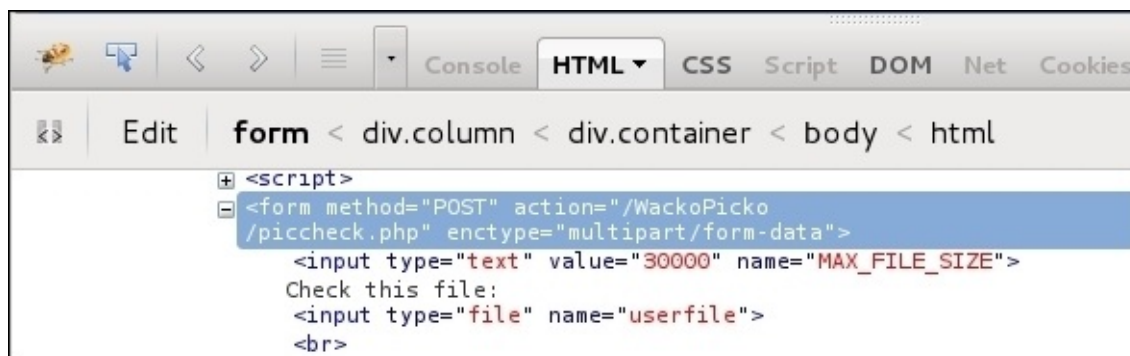 Console HTML CSS Script DOM Net Cookies
Edit form < div.column < div.container < body < html
<script>
<form method="POST" action="/WackoPicko
/piccheck.php" enctype="multipart/form-data">
<input type="text" value="30000" name="MAX_FILE_SIZE">
Check this file:
<input type="file" name="userfile">
<br>